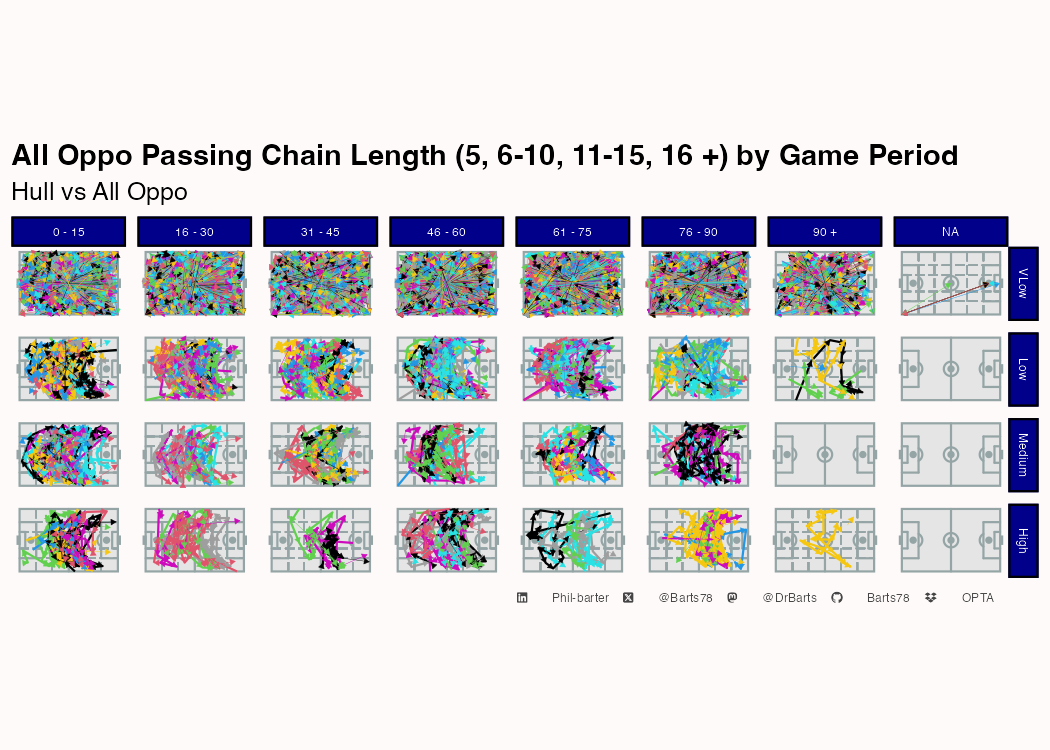 All Oppo Passing Chain Length (5, 6-10, 11-15, 16 +) by Game Period
Hull vs All Oppo
0 - 15 16 - 30 31 - 45 46 - 60 61 - 75 76 - 90 90 + NA
VLow
Low
Medium
High
Phil-barter @Barts78 @DrBarts Barts78 OPTA